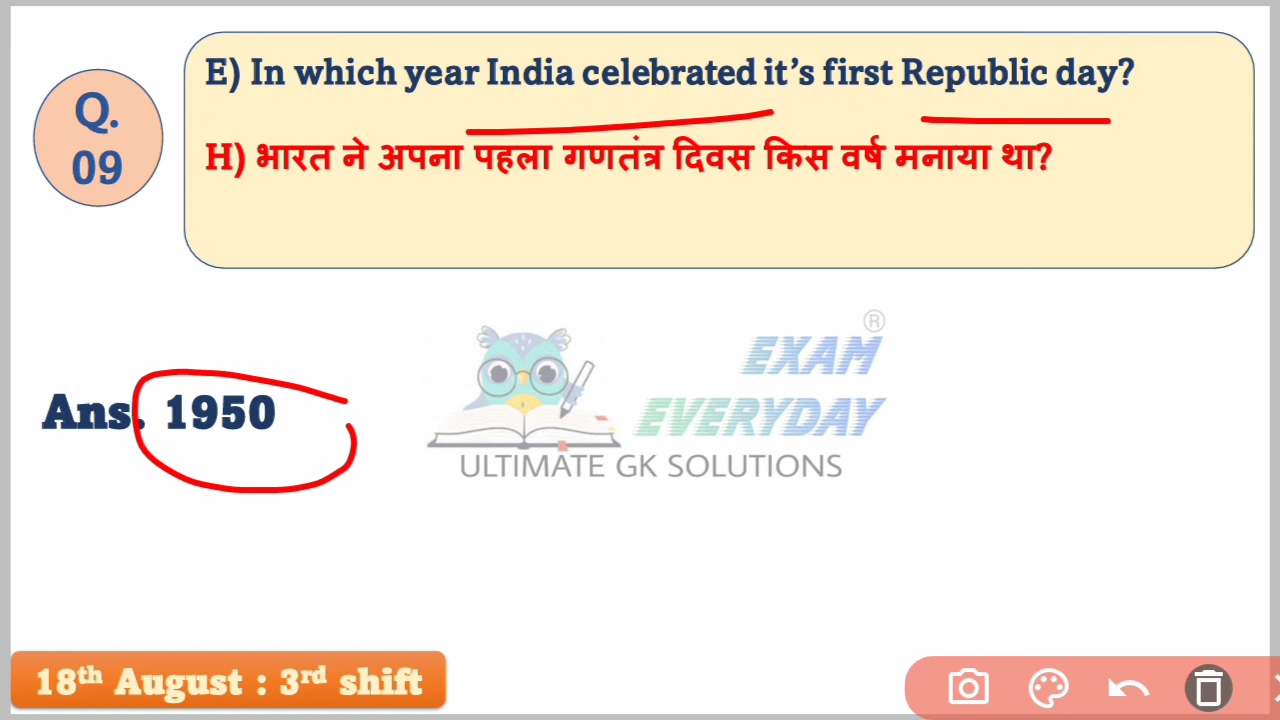 Q.
09
E) In which year India celebrated it’s first Republic day?
H) भारत ने अपना पहला गणतंत्र दिवस किस वर्ष मनाया था?
Ans. 1950
®
EXAM
EVERYDAY
ULTIMATE GK SOLUTIONS
18th August : 3rd shift